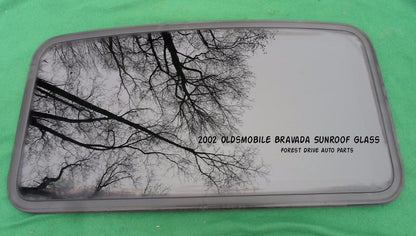 2002 OLDSMOBILE BRAVADA SUNROOF GLASS
FOREST DRIVE AUTO PARTS